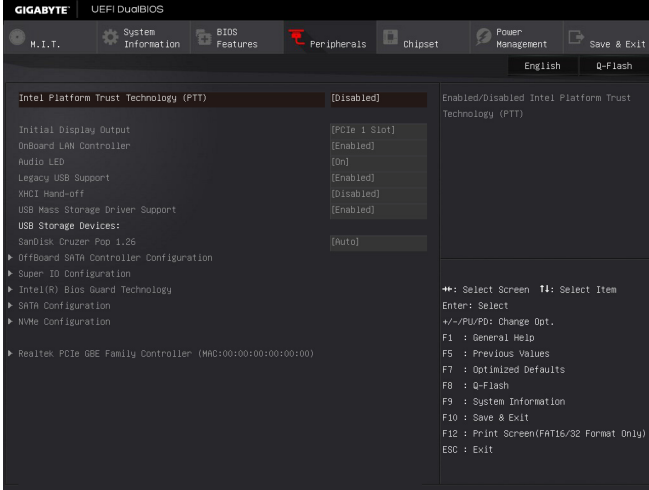 GIGABYTE™ UEFI DualBIOS
M.I.T. System Information BIOS Features Peripherals Chipset Power Management Save & Exit
English Q-Flash
Intel Platform Trust Technology (PTT) [Disabled]
Enabled/Disabled Intel Platform Trust
Technology (PTT)
Initial Display Output [PCIe 1 Slot]
OnBoard LAN Controller [Enabled]
Audio LED [On]
Legacy USB Support [Enabled]
XHCI Hand-off [Disabled]
USB Mass Storage Driver Support [Enabled]
USB Storage Devices:
SanDisk Cruzer Pop 1.26 [Auto]
OffBoard SATA Controller Configuration
Super IO Configuration
Intel(R) Bios Guard Technology
SATA Configuration
NVMe Configuration
Realtek PCIe GBE Family Controller (MAC:00:00:00:00:00:00)
→←: Select Screen ↑↓: Select Item
Enter: Select
+/-/PU/PD: Change Opt.
F1 : General Help
F5 : Previous Values
F7 : Optimized Defaults
F8 : Q-Flash
F9 : System Information
F10 : Save & Exit
F12 : Print Screen(FAT16/32 Format Only)
ESC : Exit